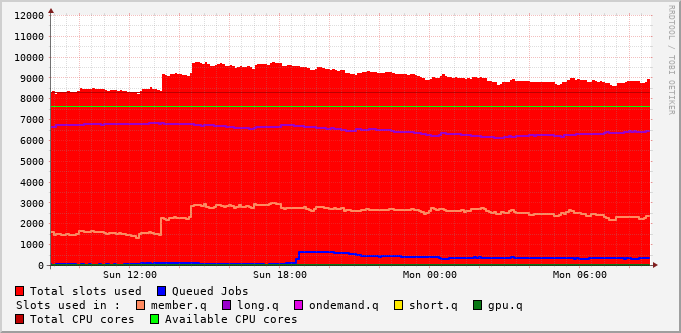 12000
11000
10000
9000
8000
7000
6000
5000
4000
3000
2000
1000
0
Sun 12:00 Sun 18:00 Mon 00:00 Mon 06:00
RRDTOOL / TOBI OETIKER
Total slots used Queued Jobs
Slots used in : member.q long.q ondemand.q short.q gpu.q
Total CPU cores Available CPU cores